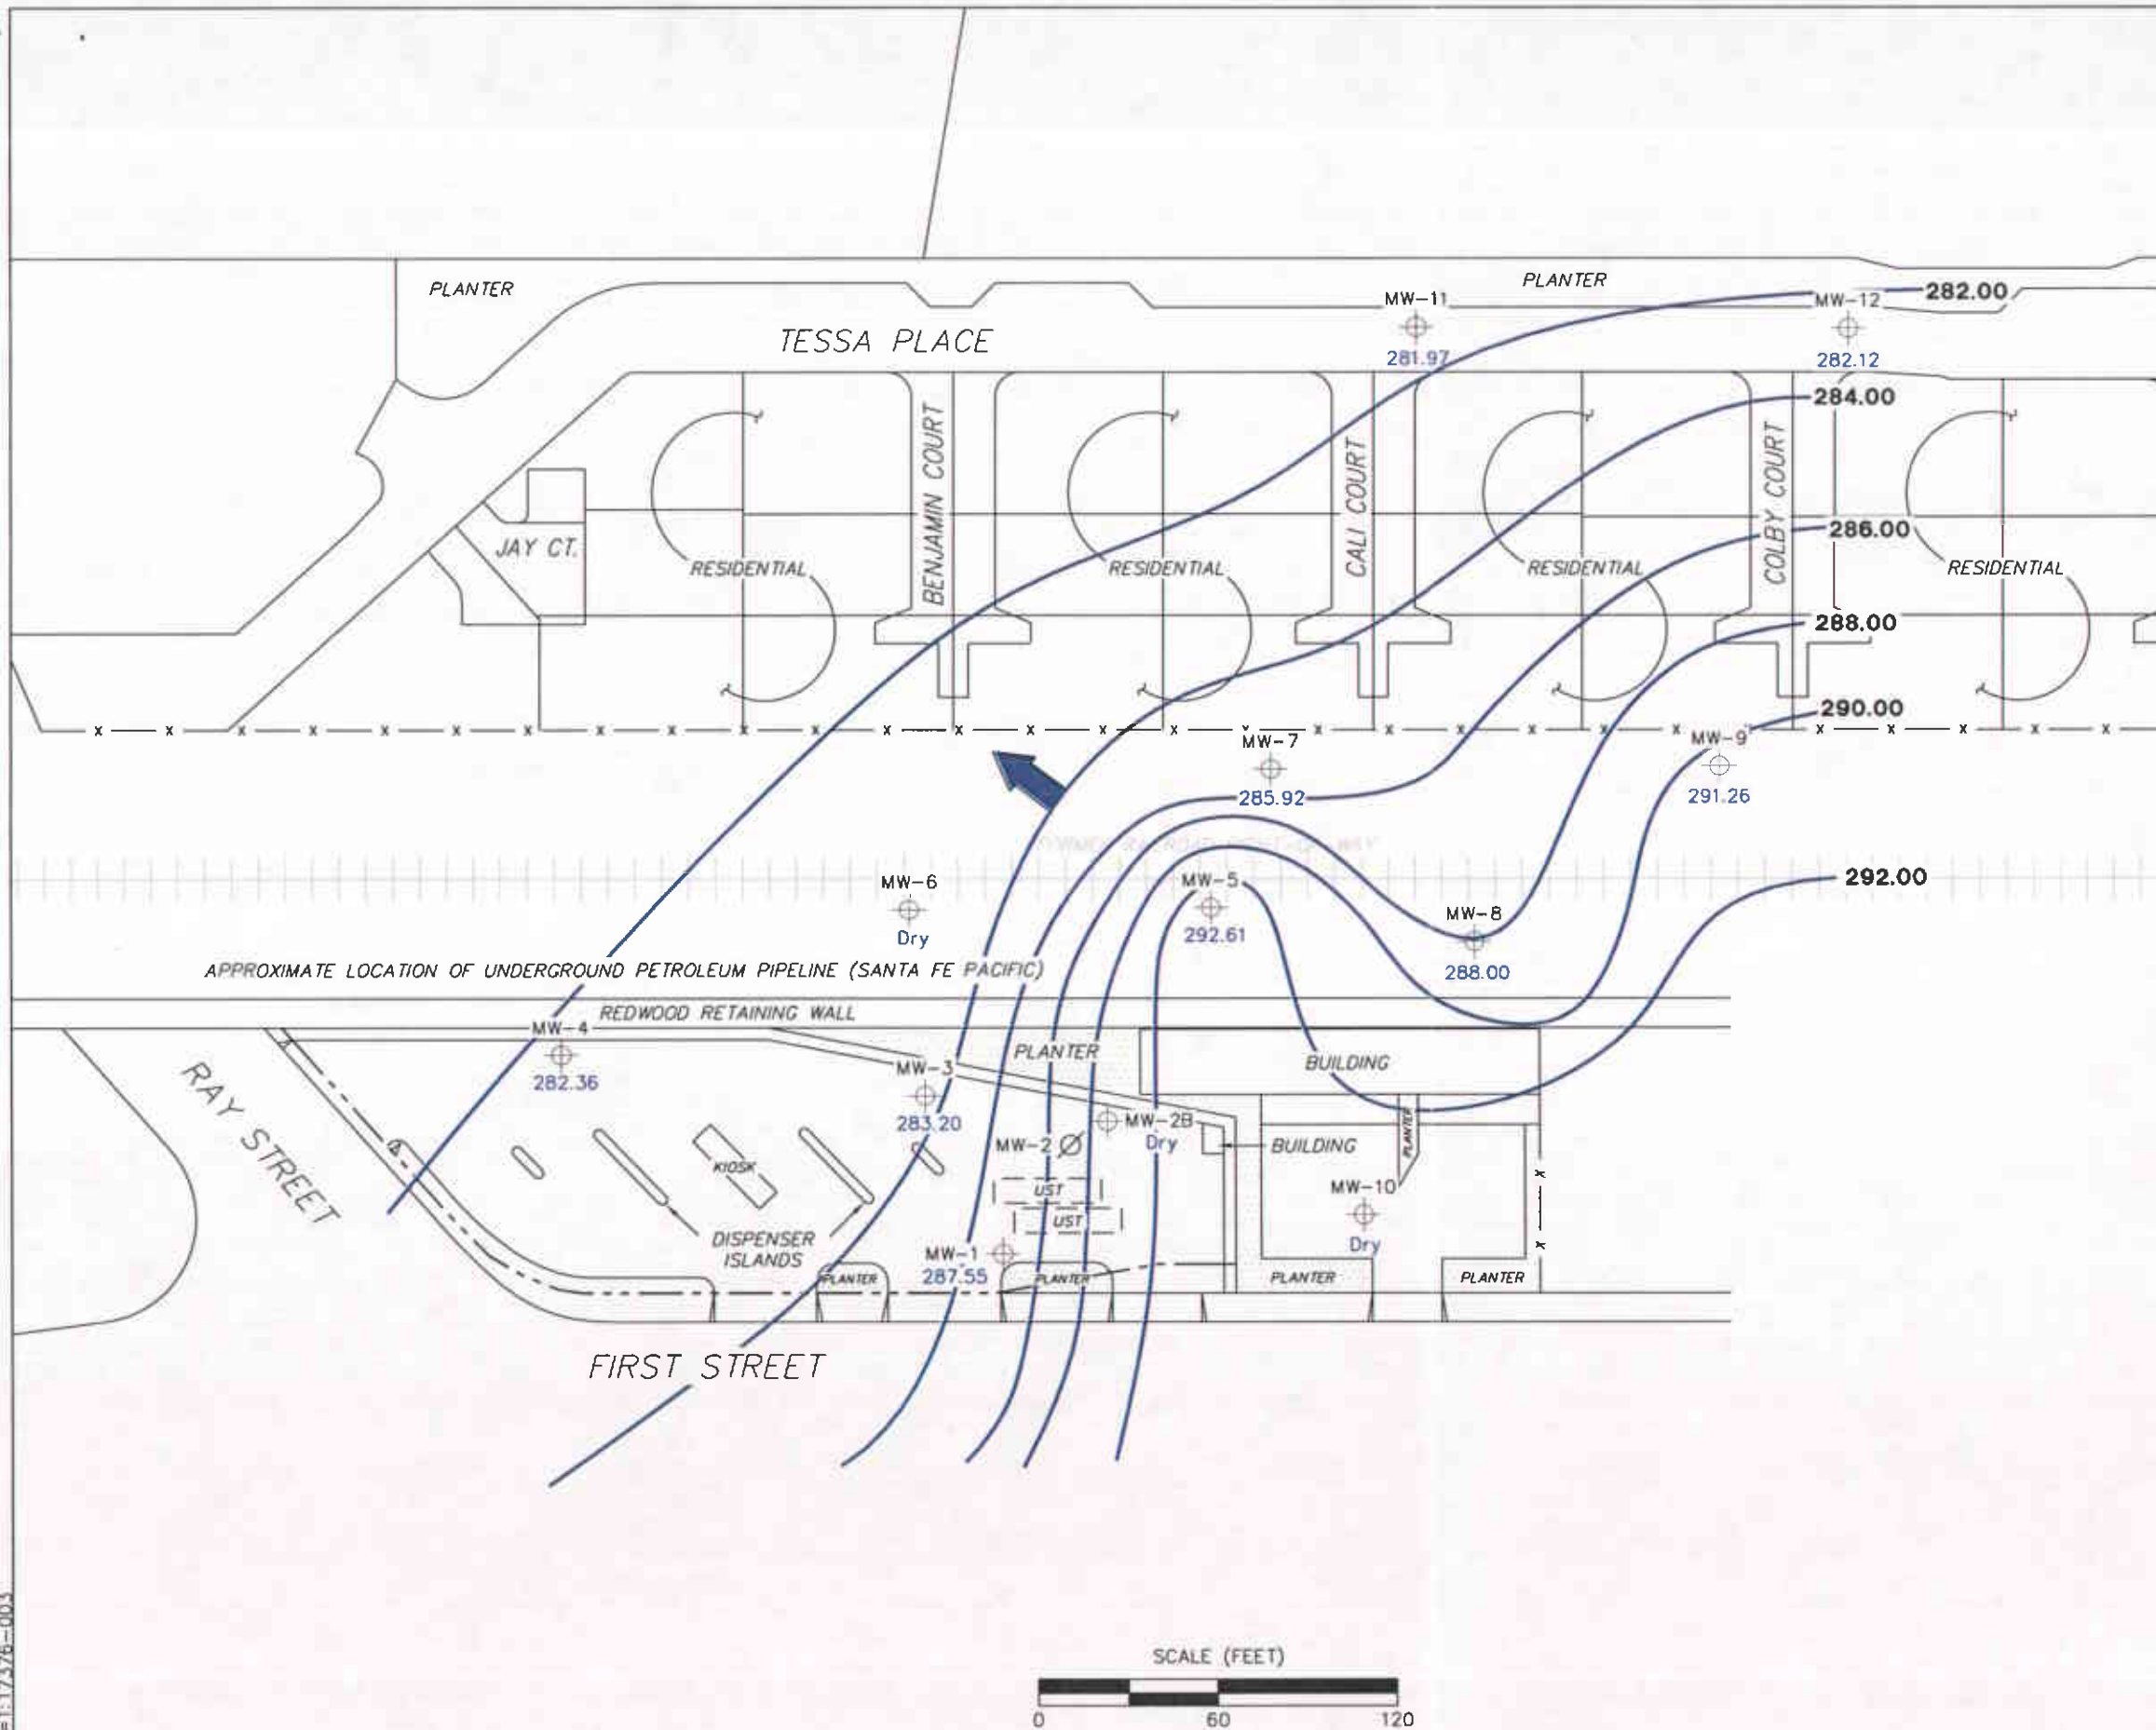 PLANTER
PLANTER
MW-11
MW-12
282.00
TESSA PLACE
281.97
282.12
284.00
BENJAMIN COURT
CALI COURT
COLBY COURT
286.00
JAY CT.
RESIDENTIAL
RESIDENTIAL
RESIDENTIAL
RESIDENTIAL
288.00
290.00
MW-7
MW-9
285.92
291.26
MW-6
MW-5
292.00
Dry
292.61
MW-8
288.00
APPROXIMATE LOCATION OF UNDERGROUND PETROLEUM PIPELINE (SANTA FE PACIFIC)
REDWOOD RETAINING WALL
MW-4
282.36
PLANTER
BUILDING
MW-3
283.20
RAY STREET
MW-2B
Dry
MW-2
BUILDING
PLANTER
KIOSK
UST
UST
MW-10
Dry
DISPENSER
ISLANDS
MW-1
287.55
PLANTER
PLANTER
PLANTER
PLANTER
FIRST STREET
SCALE (FEET)
0 60 120
=1:17376-003